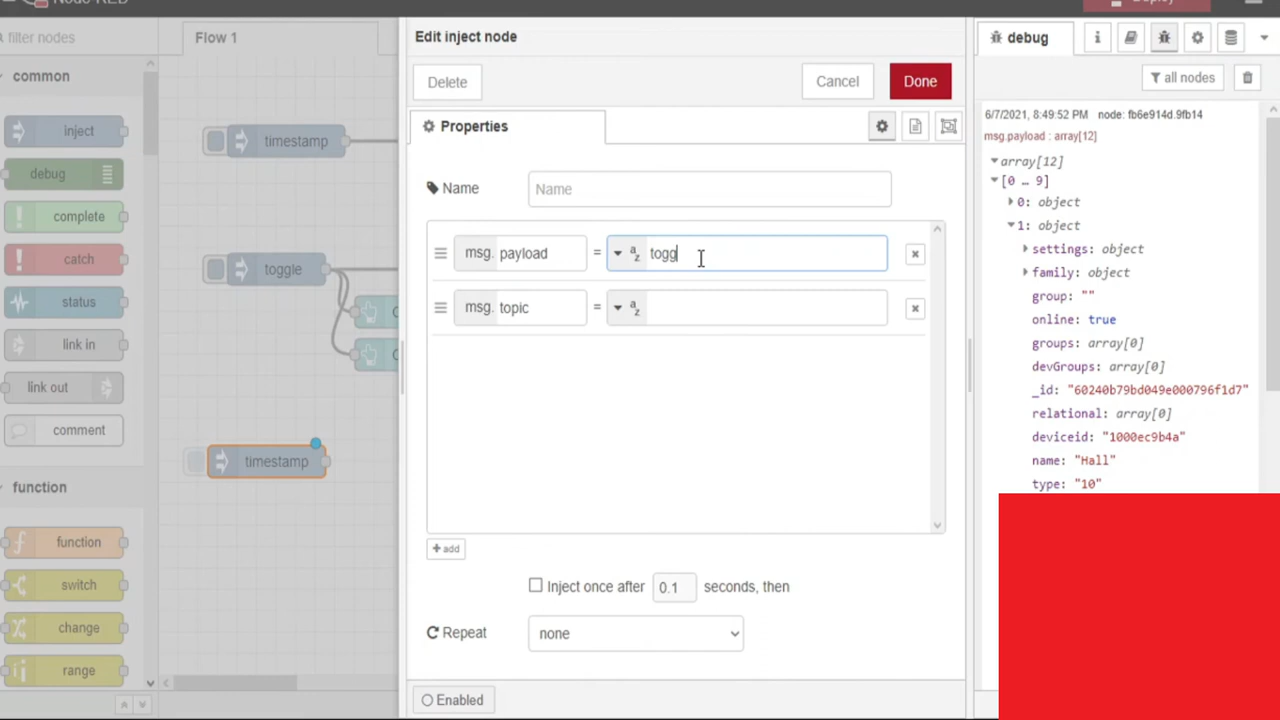 Node-RED
Deploy
filter nodes
Flow 1
Edit inject node
debug
Delete
Cancel
Done
all nodes
common
Properties
inject
debug
complete
catch
status
link in
link out
comment
function
function
switch
change
range
timestamp
toggle
C
C
timestamp
Name
Name
msg. payload = az togg
msg. topic = az
add
Inject once after 0.1 seconds, then
Repeat none
Enabled
6/7/2021, 8:49:52 PM node: fb6e914d.9fb14
msg.payload : array[12]
array[12]
[0 … 9]
0: object
1: object
settings: object
family: object
group: ""
online: true
groups: array[0]
devGroups: array[0]
_id: "60240b79bd049e000796f1d7"
relational: array[0]
deviceid: "1000ec9b4a"
name: "Hall"
type: "10"